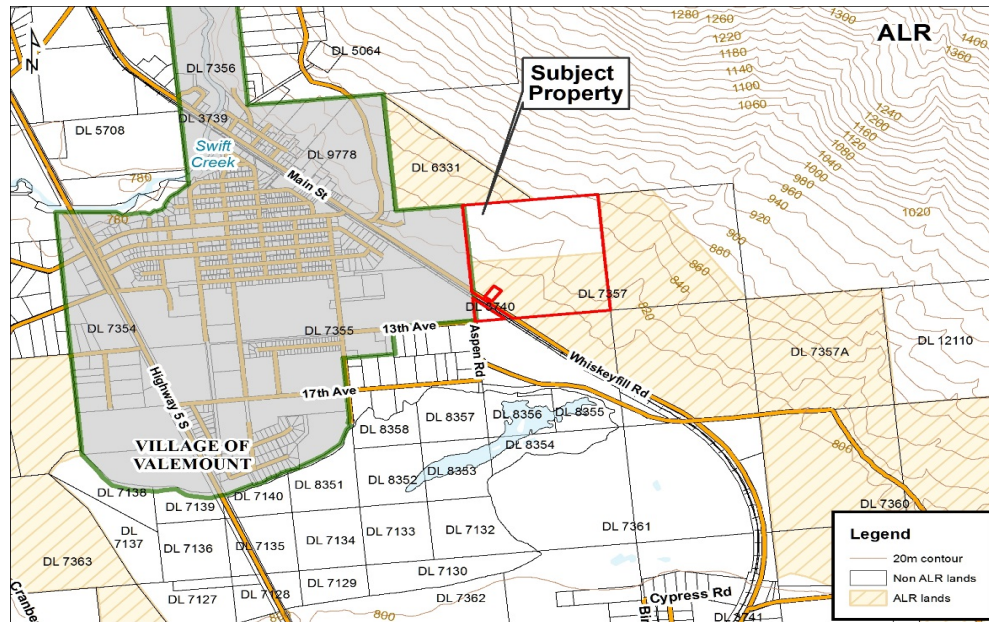 ALR
1280
1260
1220
1180
1140
1100
1060
1300
1400
1360
DL 5064
DL 7356
Subject
Property
DL 3739
DL 5708
Swift
Creek
DL 9778
780
Main St
DL 6331
1240
1200
1160
1120
1080
1040
1000
980
960
940
920
900
880
860
840
820
1020
760
DL 7357
DL 7354
DL 7355
13th Ave
Aspen Rd
Whiskeyfill Rd
DL 7357A
DL 12110
17th Ave
Highway 5 S
DL 8357
DL 8356
DL 8355
DL 8358
DL 8354
VILLAGE OF
VALEMOUNT
DL 8353
DL 8352
DL 8351
800
DL 7138
DL 7140
DL 7139
DL
7137
DL 7136
DL 7135
DL 7134
DL 7133
DL 7132
DL 7361
DL 7360
DL 7363
DL 7130
DL 7129
DL 7128
DL 7127
DL 7362
800
Cypress Rd
Legend
20m contour
Non ALR lands
ALR lands